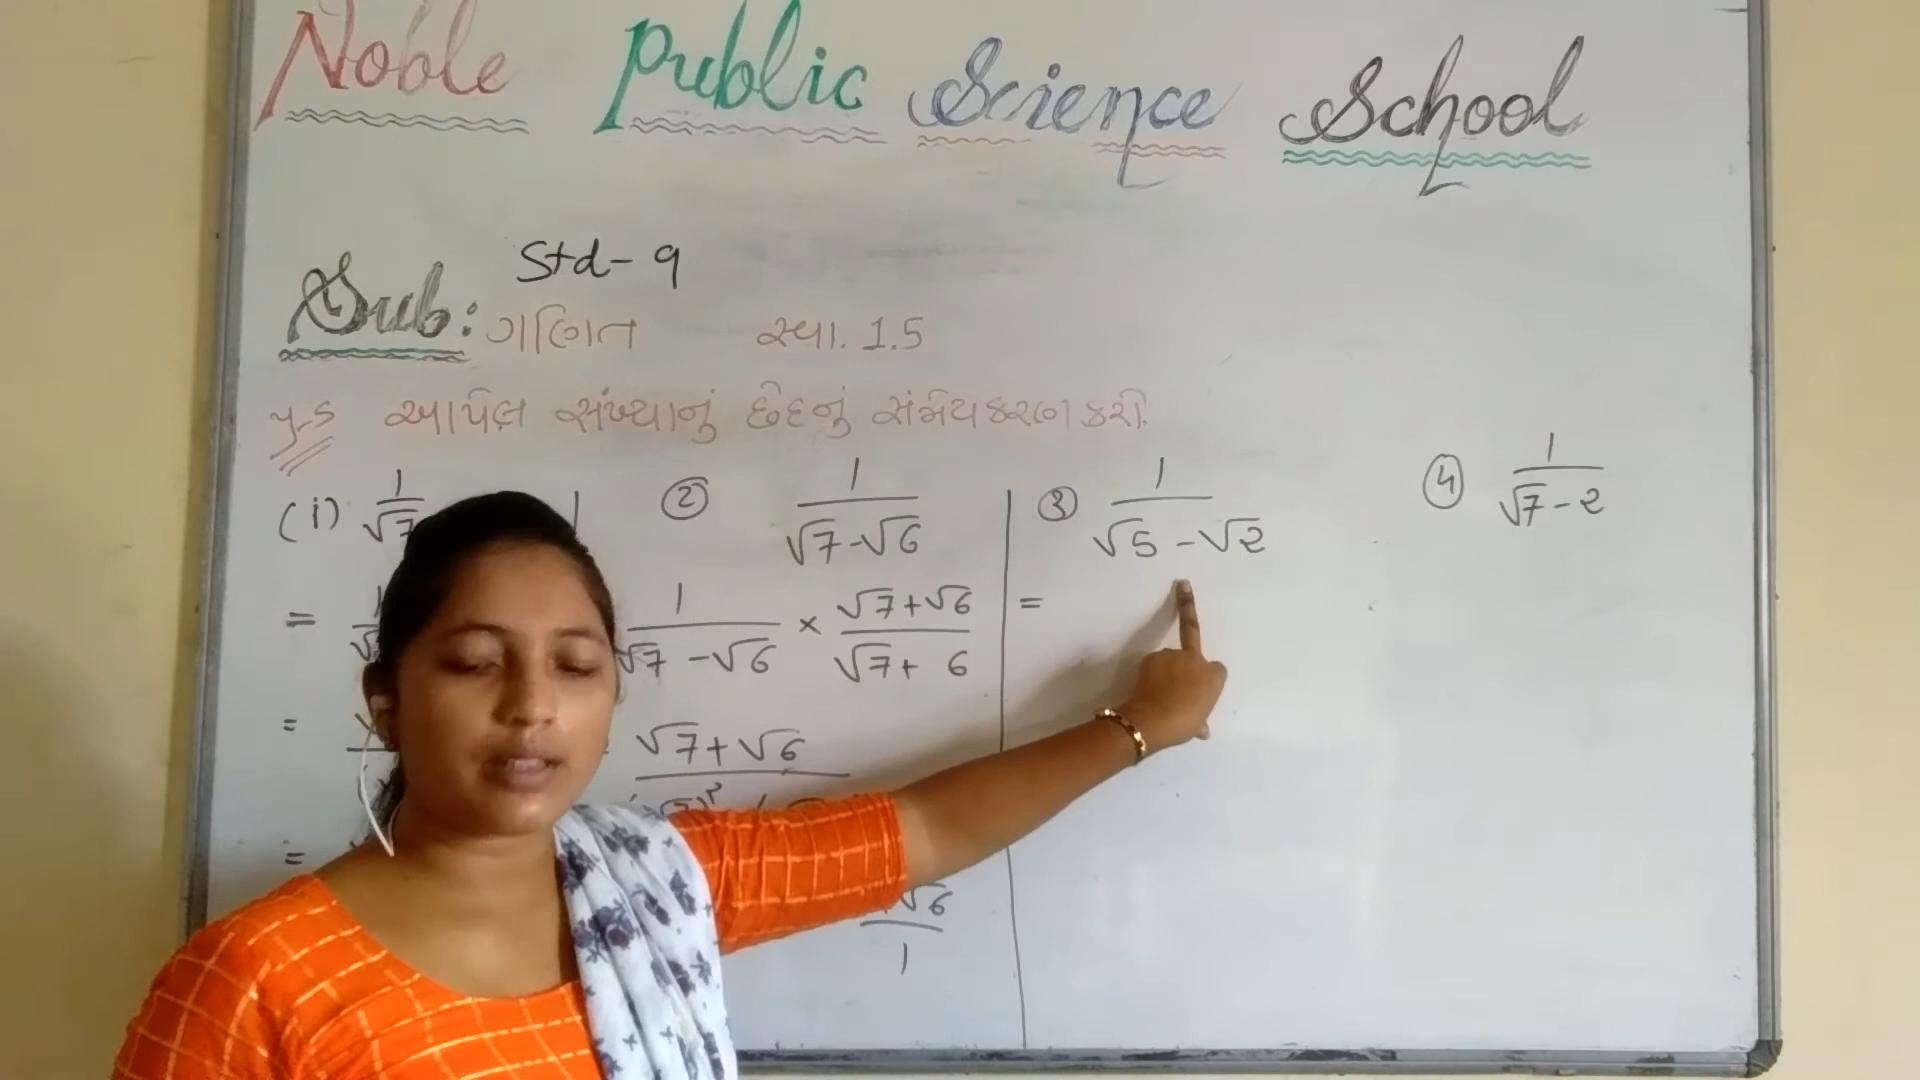 Noble Public Science School
Std-9
Sub: ગણિત સ્વા. 1.5
પ્ર-5 આપેલ સંખ્યાનું છેદનું સંમેયકરણ કરો.
(i) 1/√7
② 1/(√7-√6)
= 1/(√7-√6) × (√7+√6)/(√7+ 6)
√7+√6
√6/1
③ 1/(√5-√2)
=
④ 1/(√7-2)